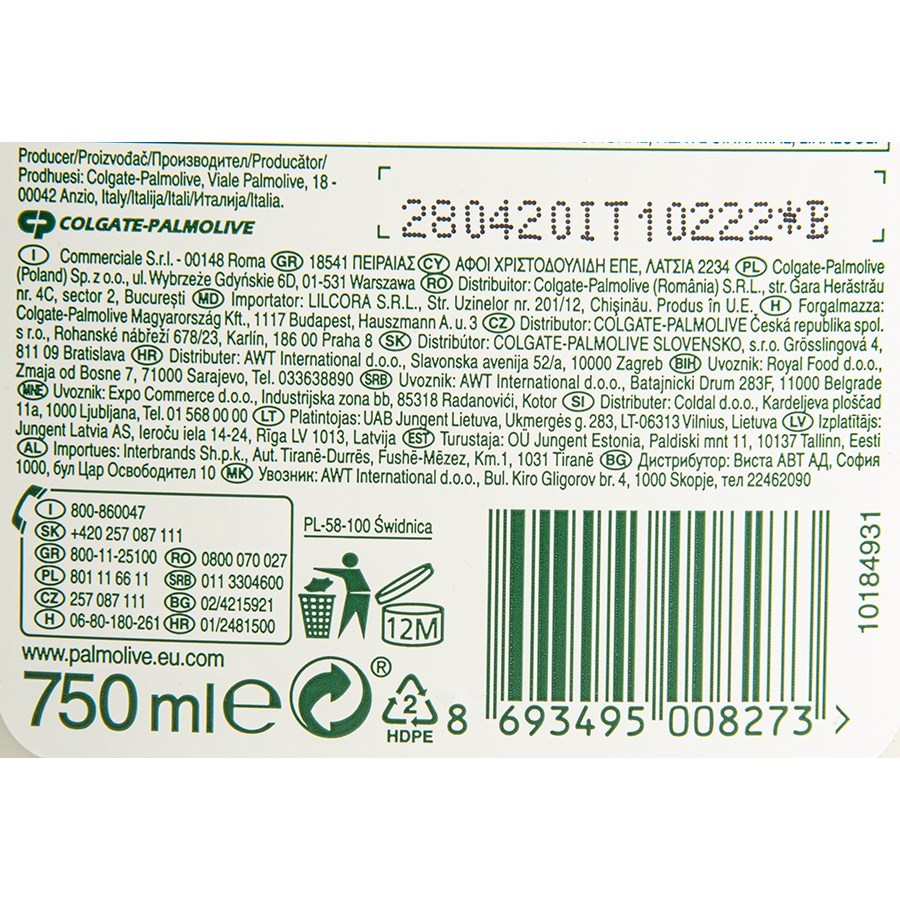 Producer/Proizvođač/Производител/Producător/
Prodhuesi: Colgate-Palmolive, Viale Palmolive, 18 -
00042 Anzio, Italy/Italija/Itali/Италија/Italia.
COLGATE-PALMOLIVE
280420IT10222*B
I Commerciale S.r.l. - 00148 Roma GR 18541 ΠΕΙΡΑΙΑΣ CY ΑΦΟΙ ΧΡΙΣΤΟΔΟΥΛΙΔΗ ΕΠΕ, ΛΑΤΣΙΑ 2234 PL Colgate-Palmolive
(Poland) Sp. z o.o., ul. Wybrzeże Gdyńskie 6D, 01-531 Warszawa RO Distribuitor: Colgate-Palmolive (România) S.R.L., str. Gara Herăstrău
nr. 4C, sector 2, București MD Importator: LILCORA S.R.L., Str. Uzinelor nr. 201/12, Chișinău. Produs în U.E. H Forgalmazza:
Colgate-Palmolive Magyarország Kft., 1117 Budapest, Hauszmann A. u. 3 CZ Distributor: COLGATE-PALMOLIVE Česká republika spol.
s r.o., Rohanské nábřeží 678/23, Karlín, 186 00 Praha 8 SK Distribútor: COLGATE-PALMOLIVE SLOVENSKO, s.r.o. Grösslingová 4,
811 09 Bratislava HR Distributer: AWT International d.o.o., Slavonska avenija 52/a, 10000 Zagreb BIH Uvoznik: Royal Food d.o.o.,
Zmaja od Bosne 7, 71000 Sarajevo, Tel. 033638890 SRB Uvoznik: AWT International d.o.o., Batajnicki Drum 283F, 11000 Belgrade
MNE Uvoznik: Expo Commerce d.o.o., Industrijska zona bb, 85318 Radanovići, Kotor SI Distributer: Coldal d.o.o., Kardeljeva ploščad
11a, 1000 Ljubljana, Tel. 01 568 00 00 LT Platintojas: UAB Jungent Lietuva, Ukmergės g. 283, LT-06313 Vilnius, Lietuva LV Izplatītājs:
Jungent Latvia AS, Ieroču iela 14-24, Rīga LV 1013, Latvija EST Turustaja: OÜ Jungent Estonia, Paldiski mnt 11, 10137 Tallinn, Eesti
AL Importues: Interbrands Sh.p.k., Aut. Tiranë-Durrës, Fushë-Mëzez, Km.1, 1031 Tiranë BG Дистрибутор: Виста АВТ АД, София
1000, бул Цар Освободител 10 MK Увозник: AWT International d.o.o., Bul. Kiro Gligorov br. 4, 1000 Skopje, тел 22462090
I 800-860047
SK +420 257 087 111
GR 800-11-25100 RO 0800 070 027
PL 801 11 66 11 SRB 011 3304600
CZ 257 087 111 BG 02/4215921
H 06-80-180-261 HR 01/2481500
PL-58-100 Świdnica
12M
www.palmolive.eu.com
750 ml e
®
2
HDPE
8 693495 008273 >
10184931